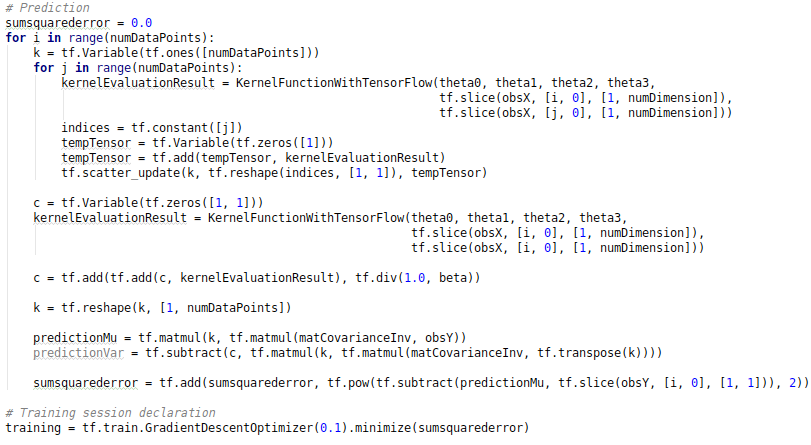 # Prediction
sumsquarederror = 0.0
for i in range(numDataPoints):
    k = tf.Variable(tf.ones([numDataPoints]))
    for j in range(numDataPoints):
        kernelEvaluationResult = KernelFunctionWithTensorFlow(theta0, theta1, theta2, theta3,
                                                              tf.slice(obsX, [i, 0], [1, numDimension]),
                                                              tf.slice(obsX, [j, 0], [1, numDimension]))
        indices = tf.constant([j])
        tempTensor = tf.Variable(tf.zeros([1]))
        tempTensor = tf.add(tempTensor, kernelEvaluationResult)
        tf.scatter_update(k, tf.reshape(indices, [1, 1]), tempTensor)

    c = tf.Variable(tf.zeros([1, 1]))
    kernelEvaluationResult = KernelFunctionWithTensorFlow(theta0, theta1, theta2, theta3,
                                                          tf.slice(obsX, [i, 0], [1, numDimension]),
                                                          tf.slice(obsX, [i, 0], [1, numDimension]))

    c = tf.add(tf.add(c, kernelEvaluationResult), tf.div(1.0, beta))

    k = tf.reshape(k, [1, numDataPoints])

    predictionMu = tf.matmul(k, tf.matmul(matCovarianceInv, obsY))
    predictionVar = tf.subtract(c, tf.matmul(k, tf.matmul(matCovarianceInv, tf.transpose(k))))

    sumsquarederror = tf.add(sumsquarederror, tf.pow(tf.subtract(predictionMu, tf.slice(obsY, [i, 0], [1, 1])), 2))

# Training session declaration
training = tf.train.GradientDescentOptimizer(0.1).minimize(sumsquarederror)